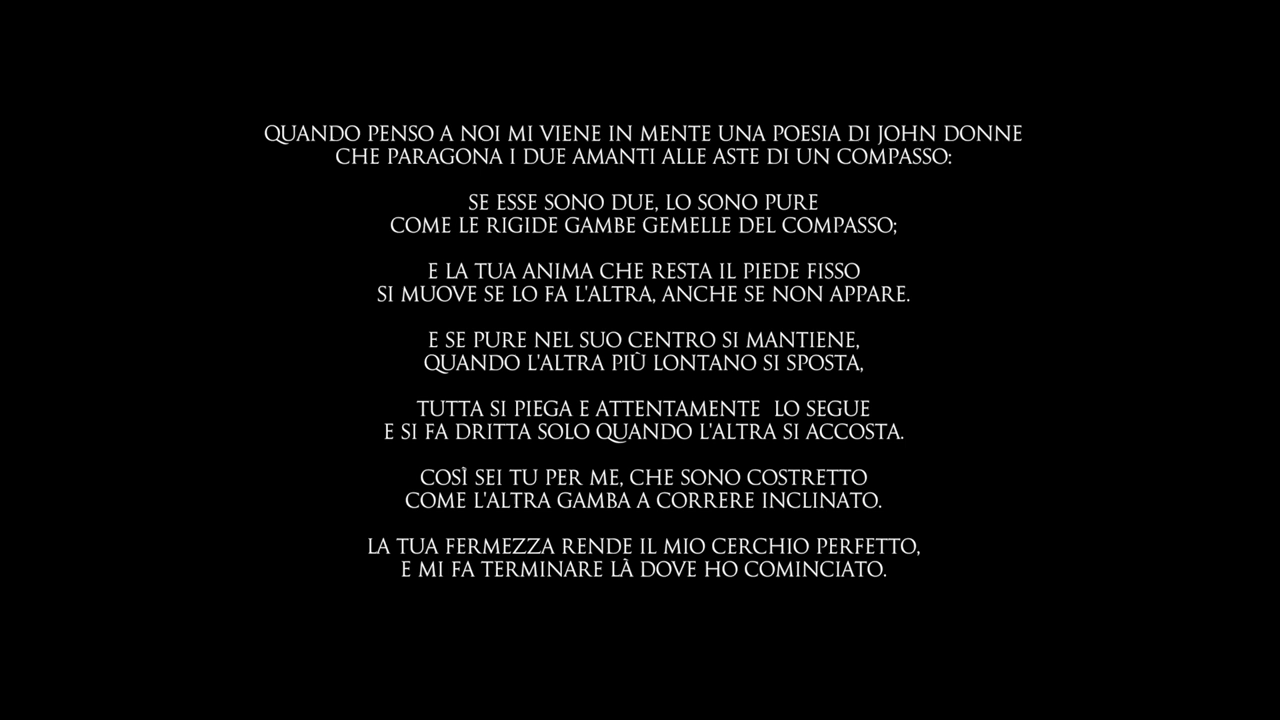 QUANDO PENSO A NOI MI VIENE IN MENTE UNA POESIA DI JOHN DONNE
CHE PARAGONA I DUE AMANTI ALLE ASTE DI UN COMPASSO:
SE ESSE SONO DUE, LO SONO PURE
COME LE RIGIDE GAMBE GEMELLE DEL COMPASSO;
E LA TUA ANIMA CHE RESTA IL PIEDE FISSO
SI MUOVE SE LO FA L'ALTRA, ANCHE SE NON APPARE.
E SE PURE NEL SUO CENTRO SI MANTIENE,
QUANDO L'ALTRA PIÙ LONTANO SI SPOSTA,
TUTTA SI PIEGA E ATTENTAMENTE  LO SEGUE
E SI FA DRITTA SOLO QUANDO L'ALTRA SI ACCOSTA.
COSÌ SEI TU PER ME, CHE SONO COSTRETTO
COME L'ALTRA GAMBA A CORRERE INCLINATO.
LA TUA FERMEZZA RENDE IL MIO CERCHIO PERFETTO,
E MI FA TERMINARE LÀ DOVE HO COMINCIATO.